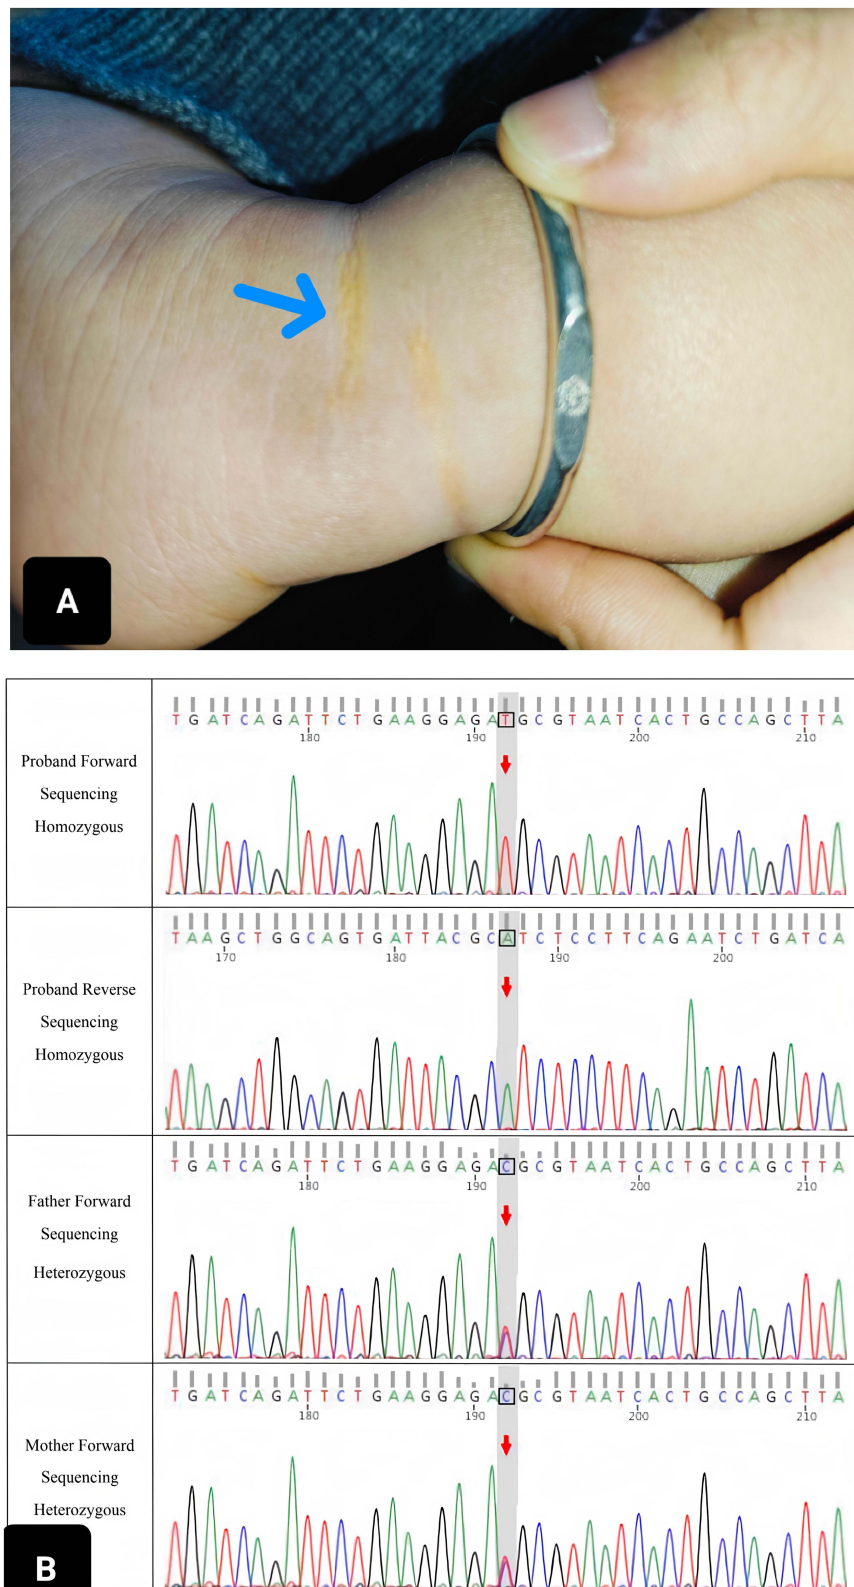 A
Proband Forward
Sequencing
Homozygous
TGATCAGATTCTGAAGGAGATGCGTAATCACTGCCAGCTTA
180 190 200 210
Proband Reverse
Sequencing
Homozygous
TAAGCTGGCAGTGATTACGCATCTCCTTCAGAATCTGATCA
170 180 190 200
Father Forward
Sequencing
Heterozygous
TGATCAGATTCTGAAGGAGACGCGTAATCACTGCCAGCTTA
180 190 200 210
Mother Forward
Sequencing
Heterozygous
TGATCAGATTCTGAAGGAGACGCGTAATCACTGCCAGCTTA
180 190 200 210
B